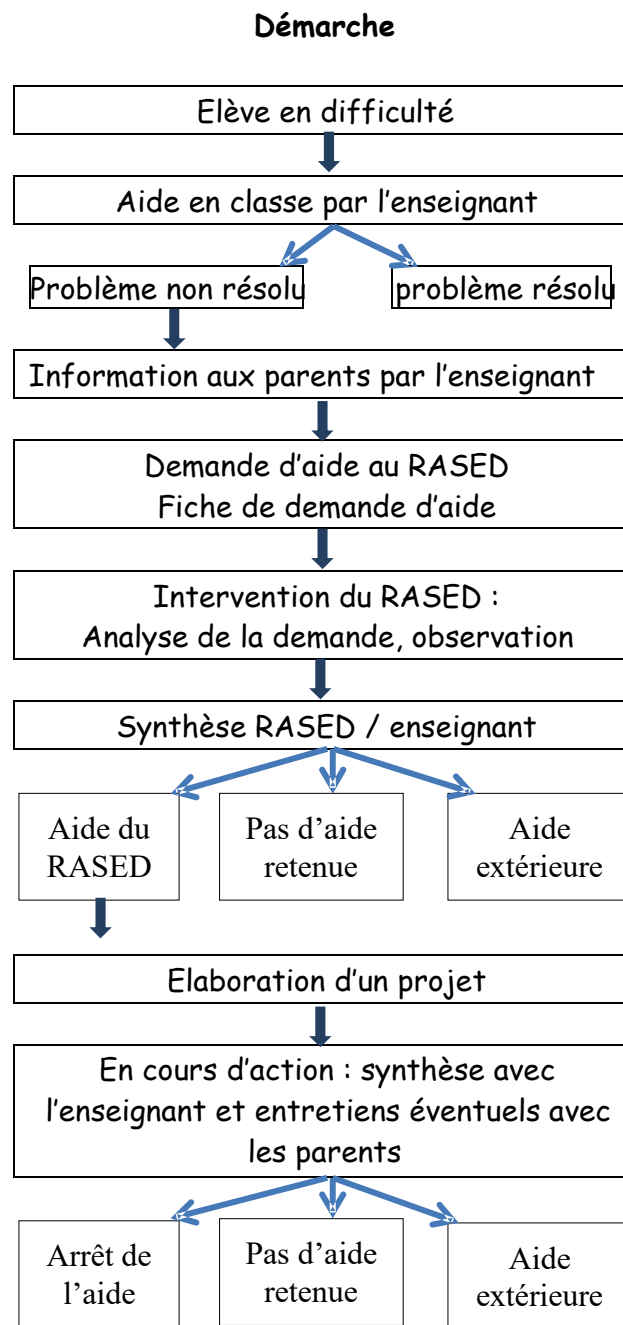 Démarche
Elève en difficulté
Aide en classe par l'enseignant
Problème non résolu
problème résolu
Information aux parents par l'enseignant
Demande d'aide au RASED
Fiche de demande d'aide
Intervention du RASED :
Analyse de la demande, observation
Synthèse RASED / enseignant
Aide du
RASED
Pas d'aide
retenue
Aide
extérieure
Elaboration d'un projet
En cours d'action : synthèse avec
l'enseignant et entretiens éventuels avec
les parents
Arrêt de
l'aide
Pas d'aide
retenue
Aide
extérieure